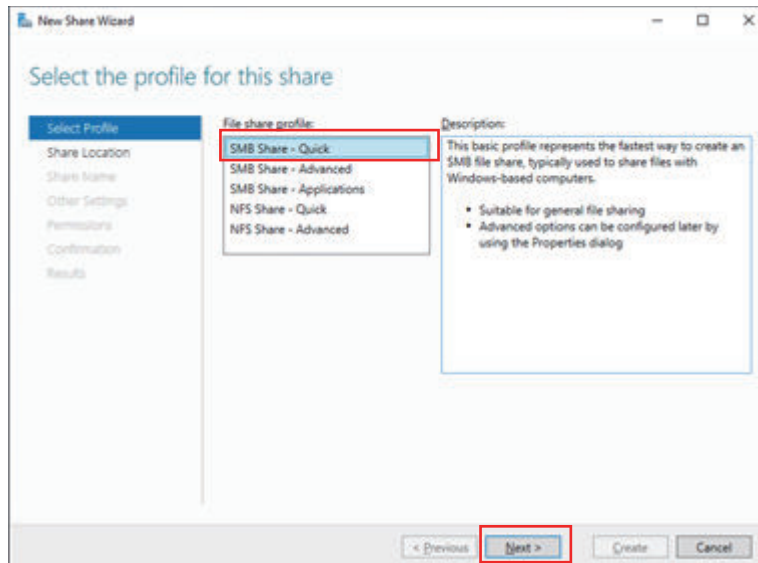 New Share Wizard
Select the profile for this share
Select Profile
Share Location
Share Name
Other Settings
Permissions
Confirmation
Results
File share profile:
SMB Share - Quick
SMB Share - Advanced
SMB Share - Applications
NFS Share - Quick
NFS Share - Advanced
Description:
This basic profile represents the fastest way to create an
SMB file share, typically used to share files with
Windows-based computers.
• Suitable for general file sharing
• Advanced options can be configured later by
using the Properties dialog
< Previous
Next >
Create
Cancel